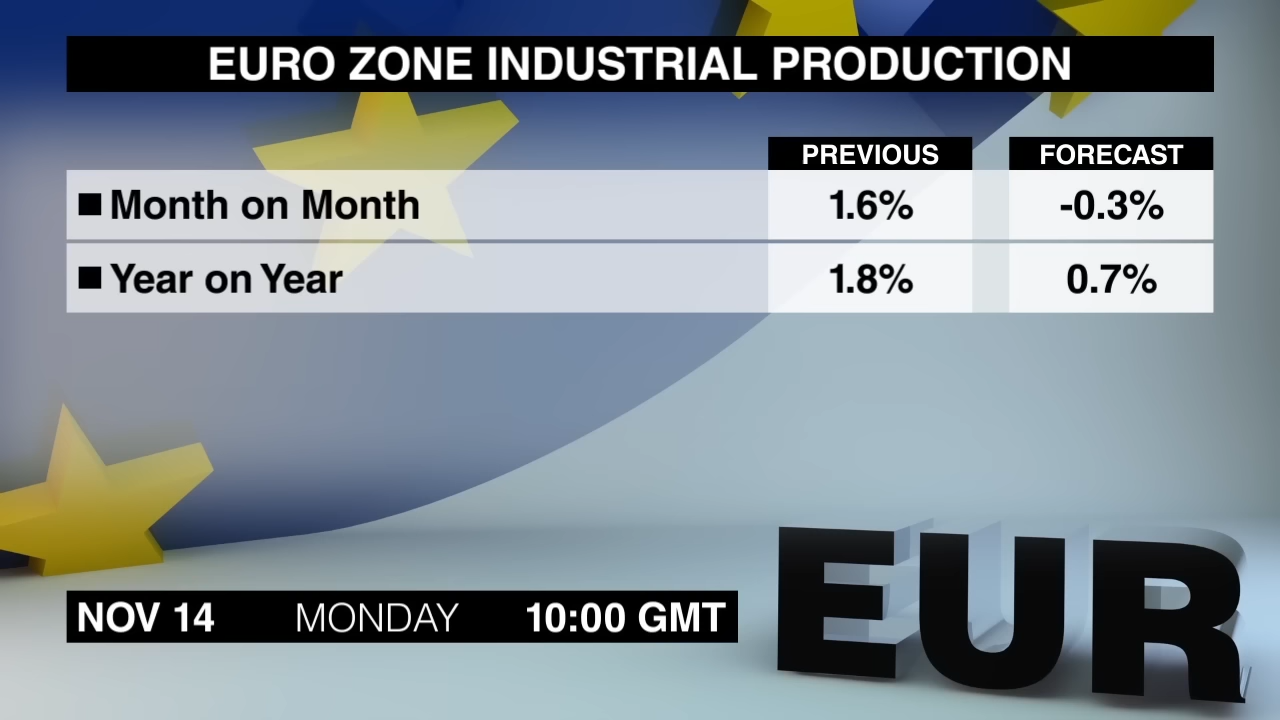 EURO ZONE INDUSTRIAL PRODUCTION
PREVIOUS FORECAST
Month on Month 1.6% -0.3%
Year on Year 1.8% 0.7%
NOV 14 MONDAY 10:00 GMT
EUR